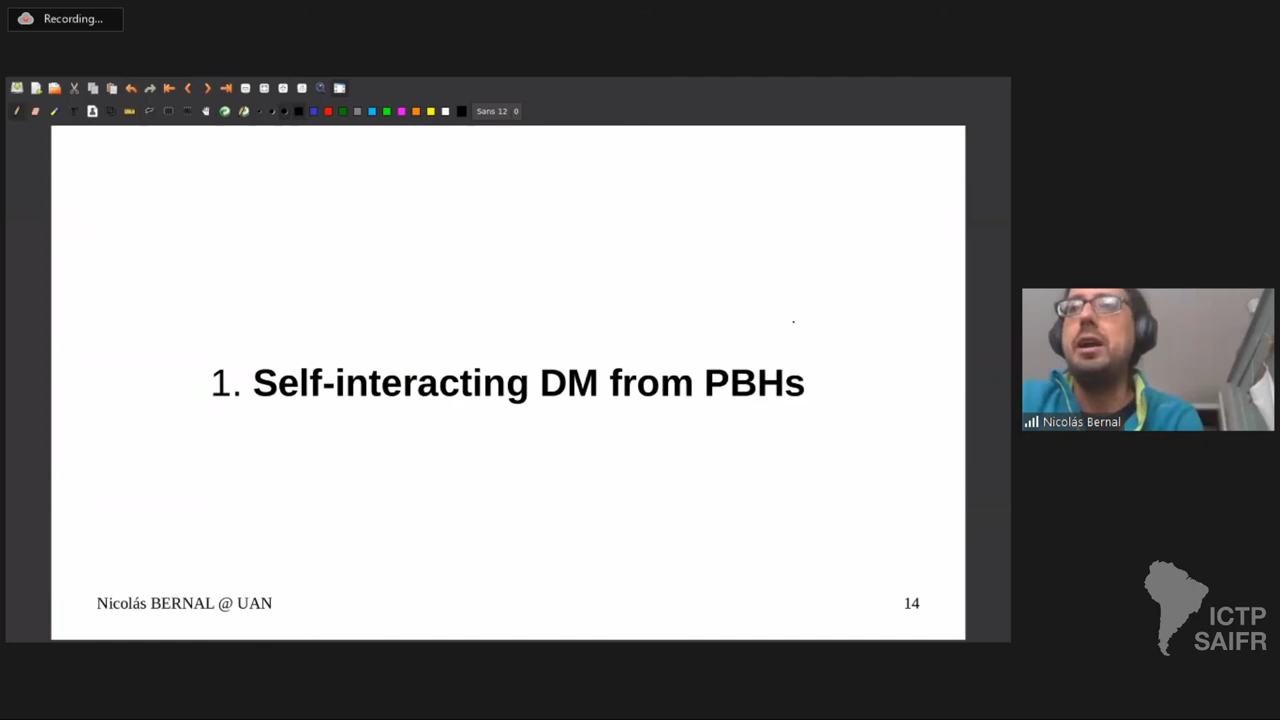 Recording...
Sans 12
1. Self-interacting DM from PBHs
Nicolás Bernal
Nicolás BERNAL @ UAN
14
ICTP
SAIFR